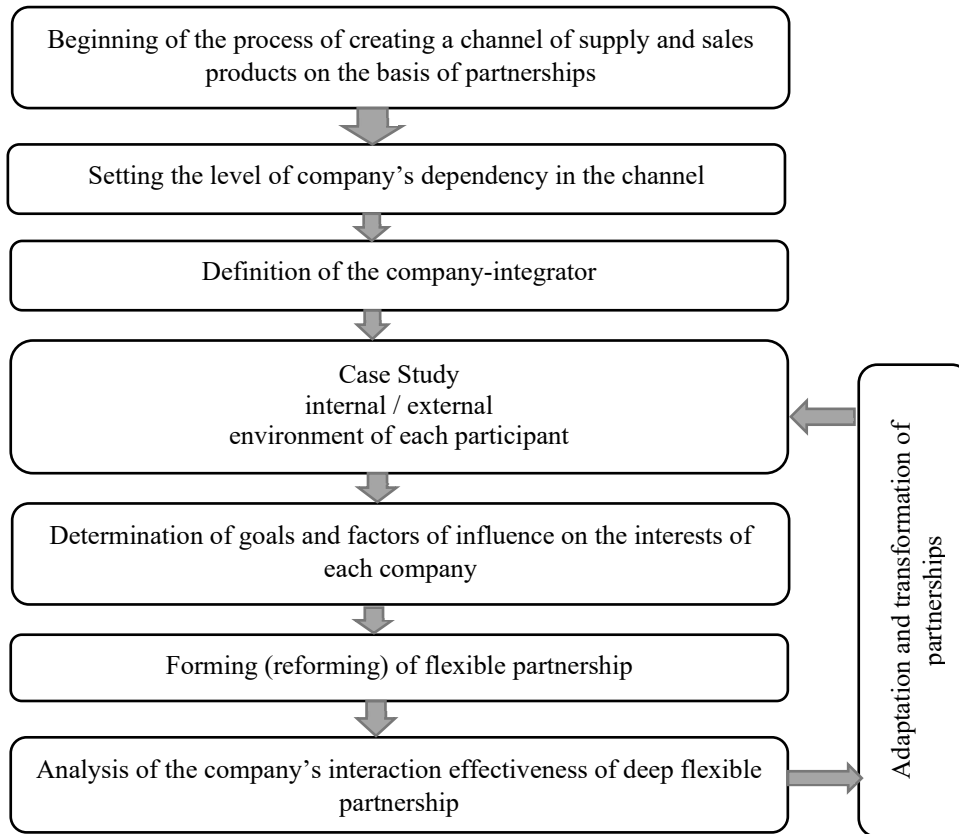 Beginning of the process of creating a channel of supply and sales
products on the basis of partnerships
Setting the level of company’s dependency in the channel
Definition of the company-integrator
Case Study
internal / external
environment of each participant
Determination of goals and factors of influence on the interests of
each company
Forming (reforming) of flexible partnership
Analysis of the company’s interaction effectiveness of deep flexible
partnership
Adaptation and transformation of
partnerships